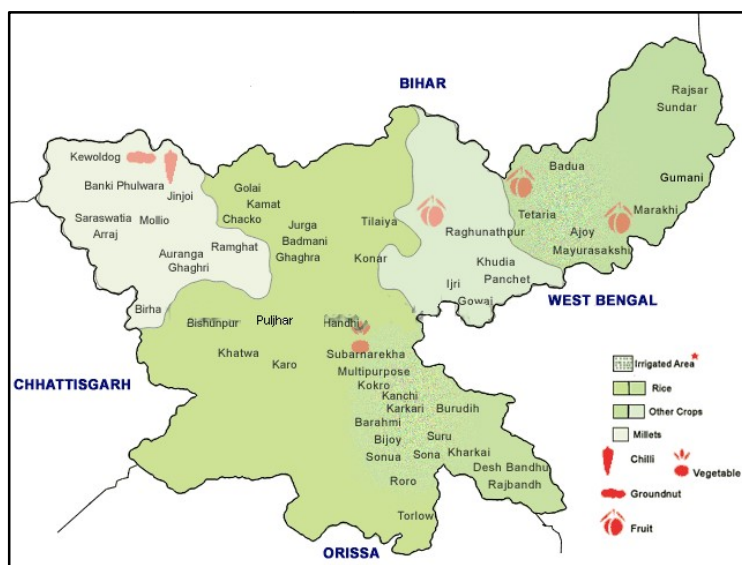 BIHAR
Rajsar
Sundar
Kewoldog
Badua
Banki Phulwara
Jinjoi
Golai
Gumani
Kamat
Saraswatia
Mollio
Chacko
Jurga
Tilaiya
Tetaria
Marakhi
Arraj
Badmani
Raghunathpur
Ajoy
Ramghat
Ghaghra
Konar
Mayurasakshi
Auranga
Ghaghri
Khudia
Ijri
Panchet
Gowai
WEST BENGAL
Birha
Bishunpur
Puljhar
Handhu
Khatwa
Karo
Subarnarekha
Multipurpose
CHHATTISGARH
Kokro
Kanchi
Karkari
Burudih
Barahmi
Bijoy
Suru
Sonua
Sona
Kharkai
Desh Bandhu
Roro
Rajbandh
Torlow
ORISSA
Irrigated Area*
Rice
Other Crops
Millets
Chilli
Vegetable
Groundnut
Fruit